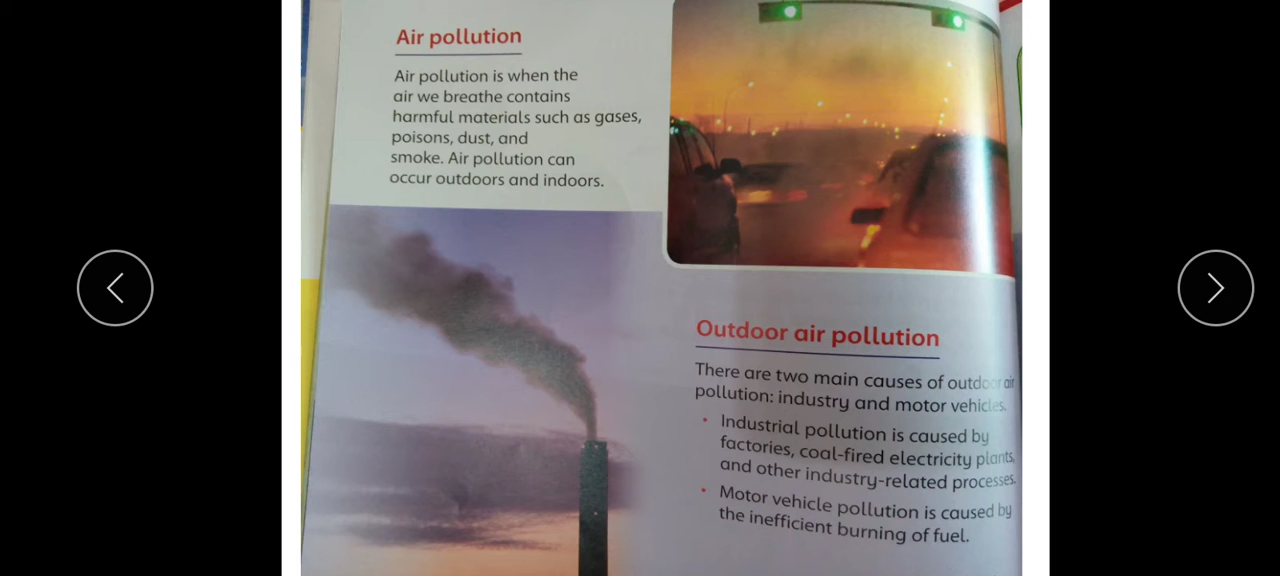 Air pollution
Air pollution is when the
air we breathe contains
harmful materials such as gases,
poisons, dust, and
smoke. Air pollution can
occur outdoors and indoors.
Outdoor air pollution
There are two main causes of outdoor air
pollution: industry and motor vehicles.
• Industrial pollution is caused by
factories, coal-fired electricity plants,
and other industry-related processes.
• Motor vehicle pollution is caused by
the inefficient burning of fuel.